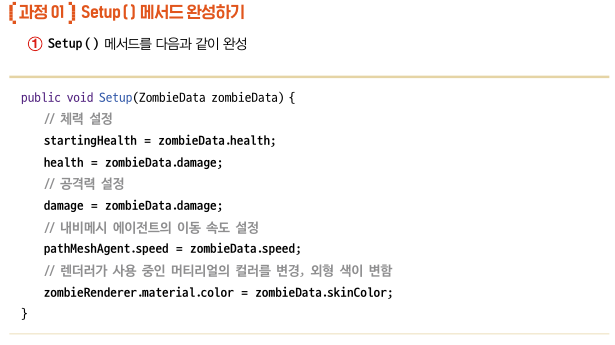 과정 01 Setup() 메서드 완성하기
① Setup() 메서드를 다음과 같이 완성
public void Setup(ZombieData zombieData) {
// 체력 설정
startingHealth = zombieData.health;
health = zombieData.damage;
// 공격력 설정
damage = zombieData.damage;
// 내비메시 에이전트의 이동 속도 설정
pathMeshAgent.speed = zombieData.speed;
// 렌더러가 사용 중인 머티리얼의 컬러를 변경, 외형 색이 변함
zombieRenderer.material.color = zombieData.skinColor;
}